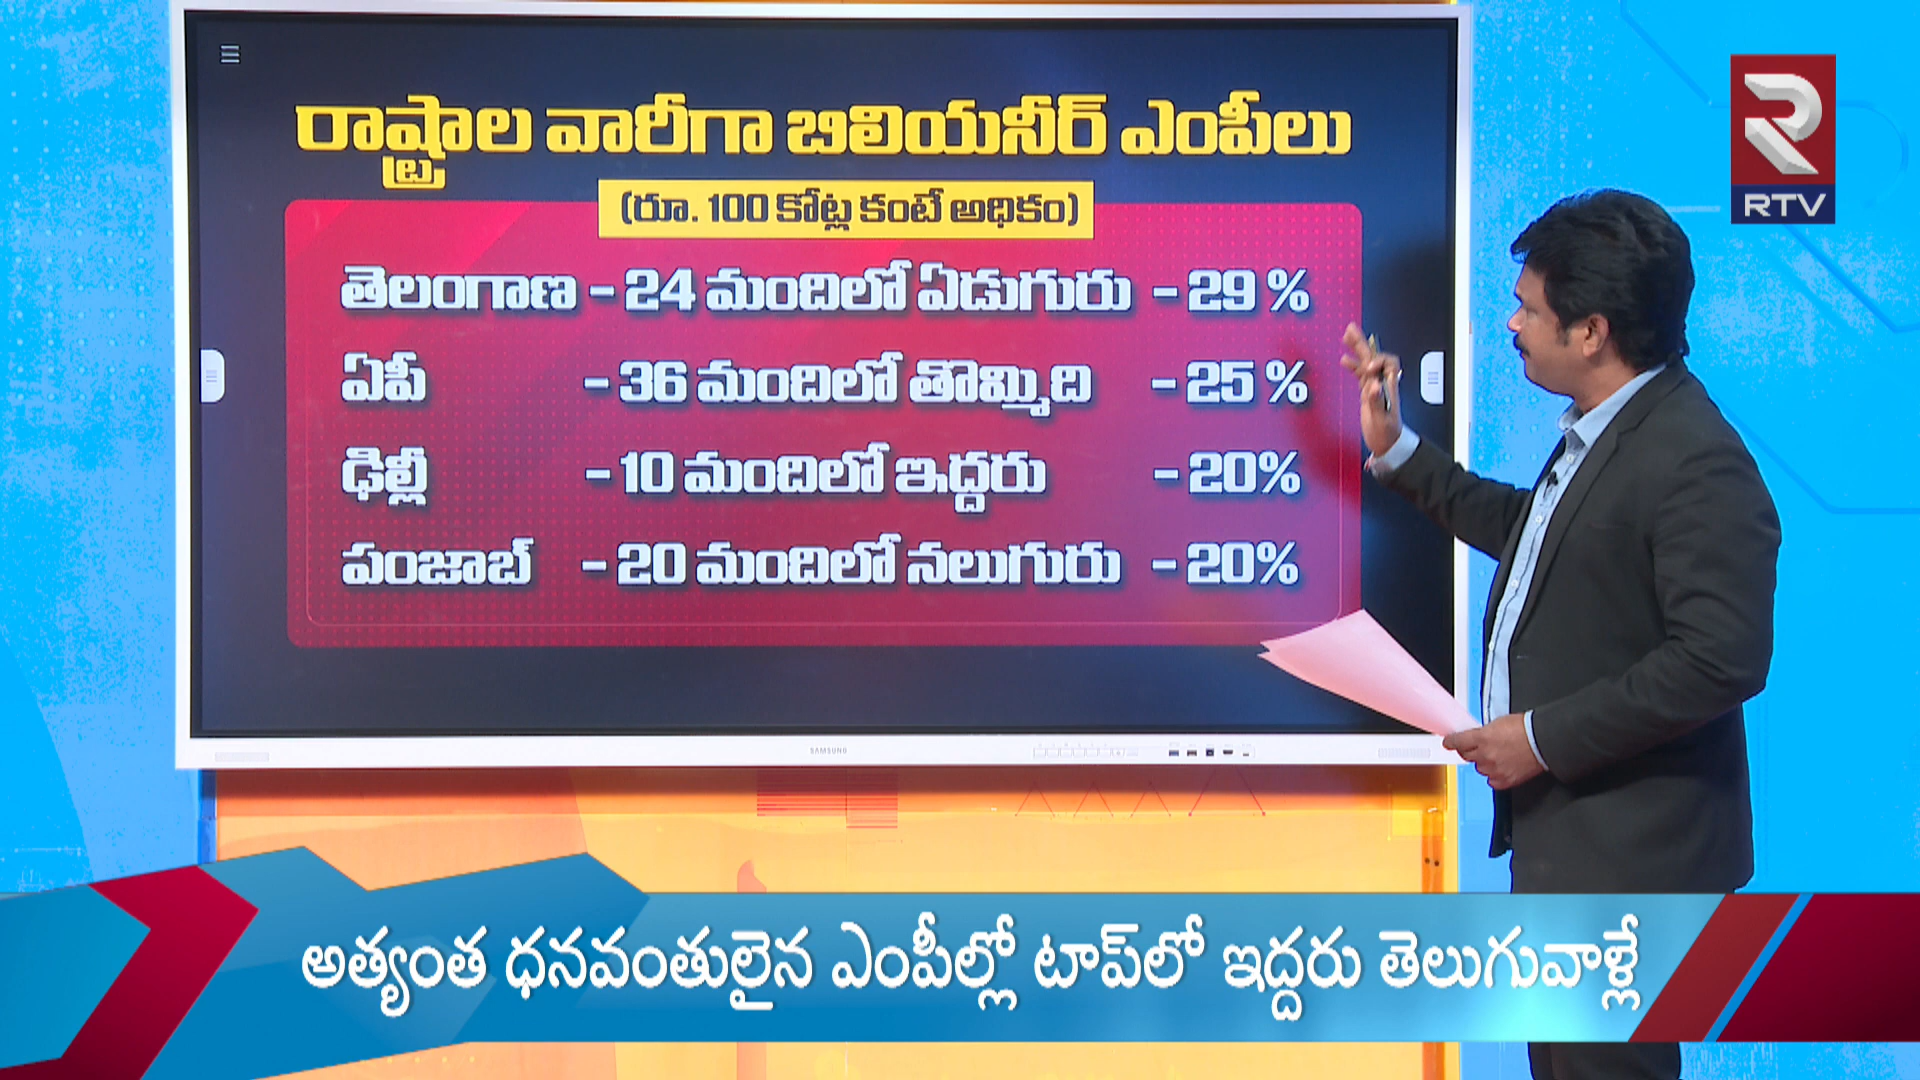 రాష్ట్రాల వారీగా బిలియనీర్ ఎంపీలు
(రూ. 100 కోట్ల కంటే అధికం)
తెలంగాణ - 24 మందిలో ఏడుగురు - 29 %
ఏపీ - 36 మందిలో తొమ్మిది - 25 %
ఢిల్లీ - 10 మందిలో ఇద్దరు - 20%
పంజాబ్ - 20 మందిలో నలుగురు - 20%
RTV
SAMSUNG
అత్యంత ధనవంతులైన ఎంపీల్లో టాప్‌లో ఇద్దరు తెలుగువాళ్లే